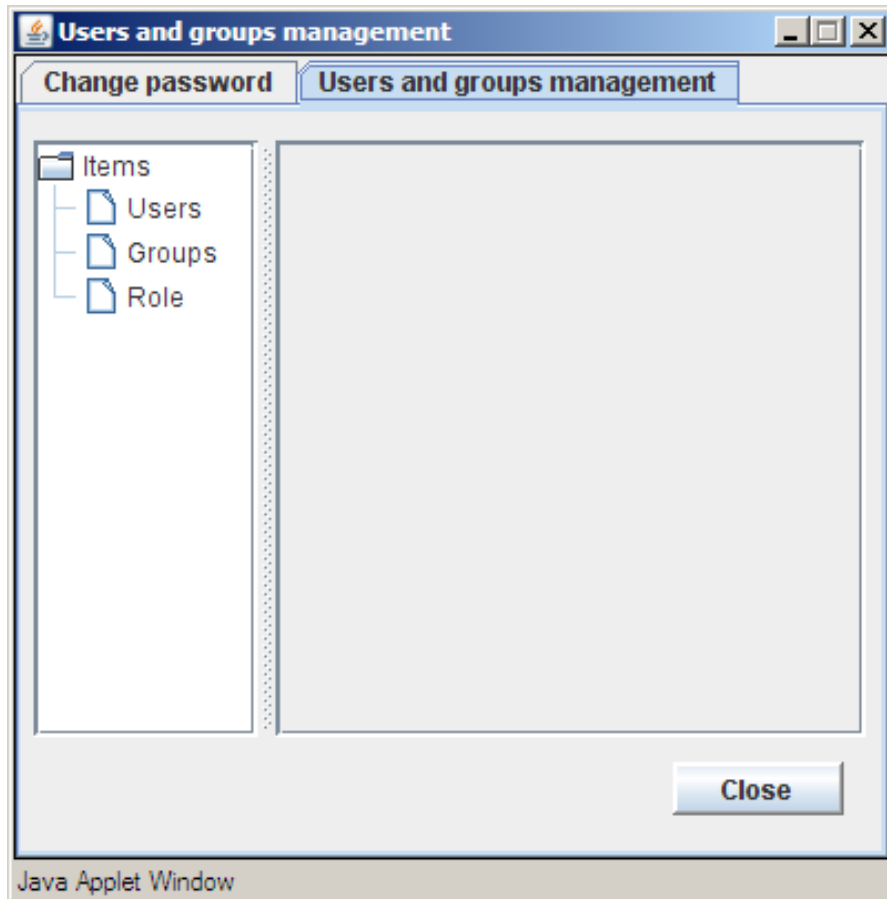 Users and groups management
Change password Users and groups management
Items
Users
Groups
Role
Close
Java Applet Window